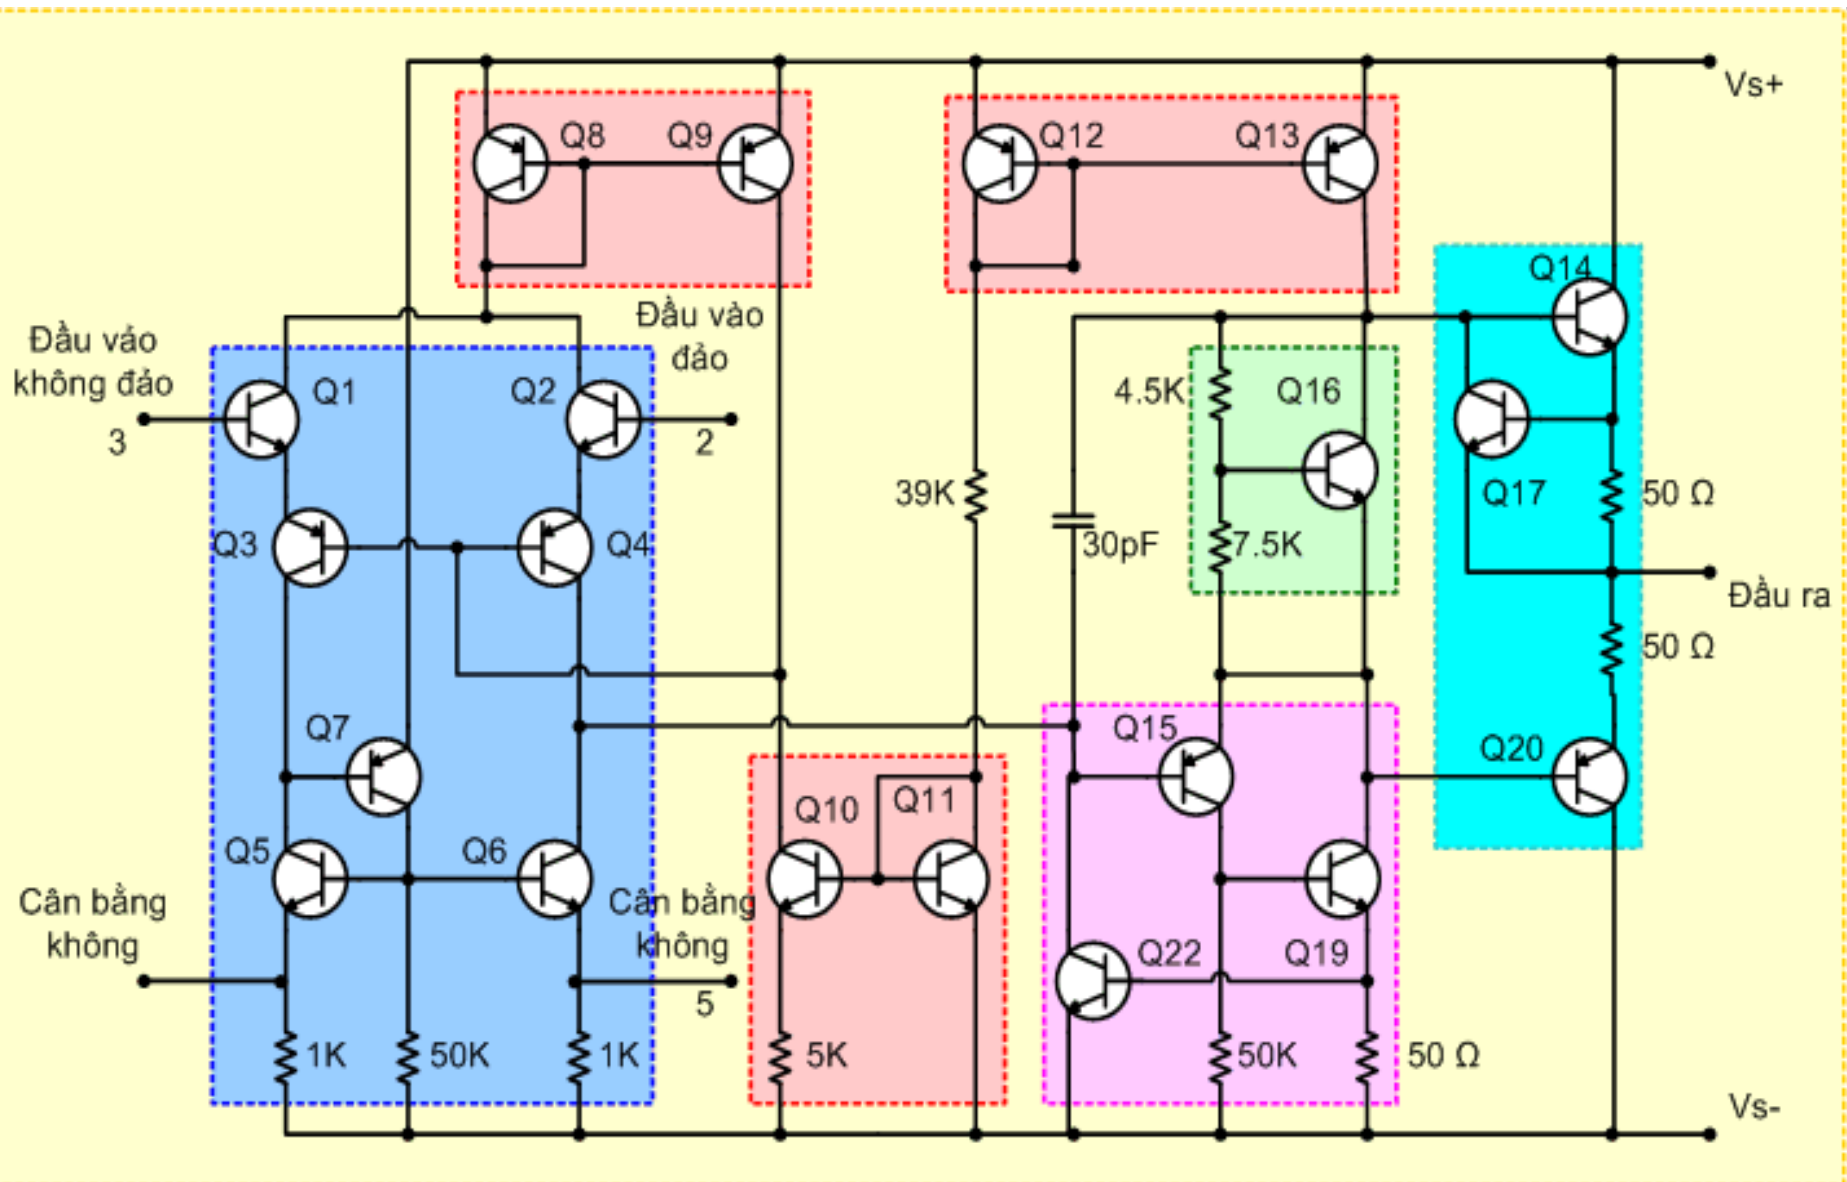 Vs+
Q8
Q9
Q12
Q13
Q14
Đầu vào
đảo
Đầu vảo
không đảo
3
Q1
Q2
2
4.5K
Q16
Q17
50 Ω
39K
30pF
7.5K
Q3
Q4
Đầu ra
50 Ω
Q7
Q15
Q20
Q10
Q11
Q5
Q6
Cân bằng
không
Cân bằng
không
5
Q22
Q19
1K
50K
1K
5K
50K
50 Ω
Vs-